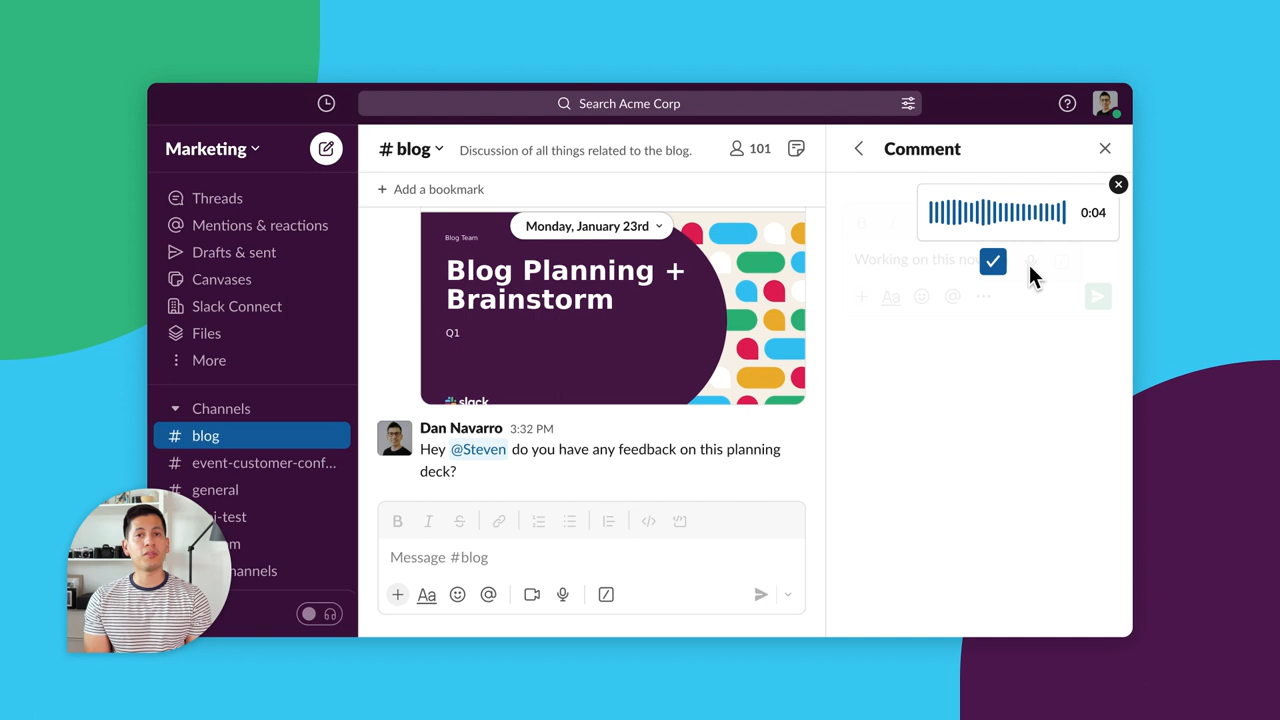 Search Acme Corp
Marketing
Threads
Mentions & reactions
Drafts & sent
Canvases
Slack Connect
Files
More
Channels
# blog
# event-customer-conf...
# general
# blog
Discussion of all things related to the blog.
101
+ Add a bookmark
Monday, January 23rd
Blog Team
Blog Planning +
Brainstorm
Q1
slack
Dan Navarro 3:32 PM
Hey @Steven do you have any feedback on this planning
deck?
B I S
Message #blog
+ Aa @
Comment
0:04
B I
Working on this
+ Aa @ ...